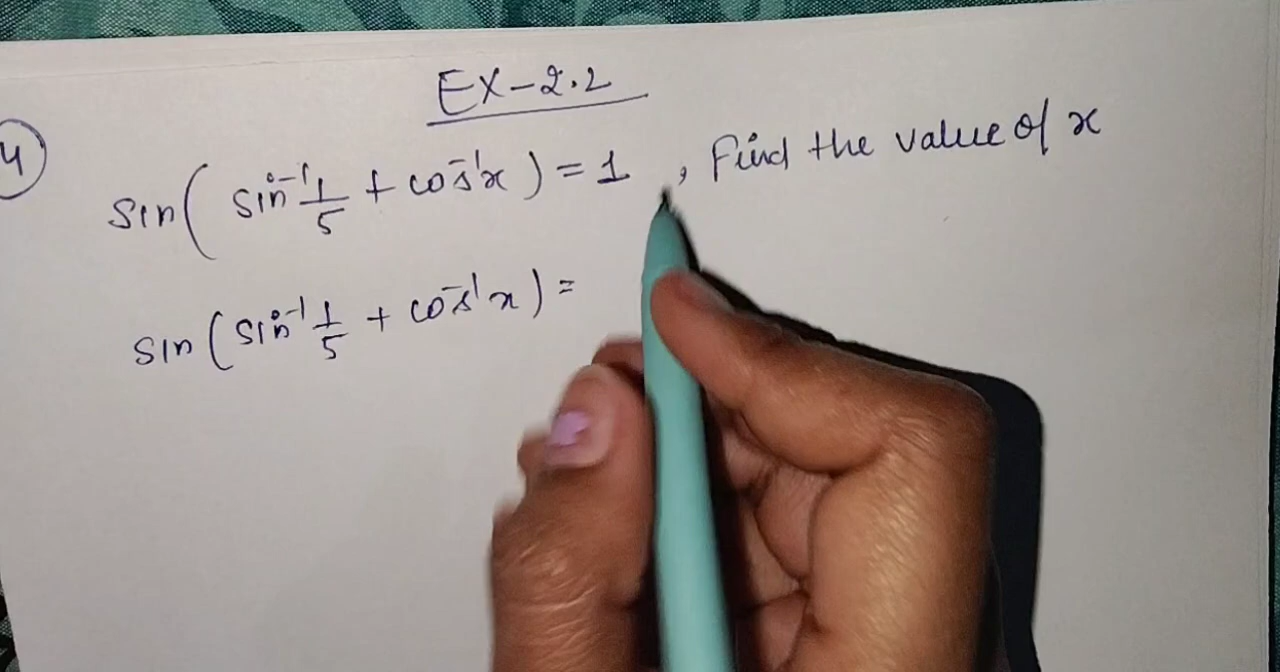 EX-2.2
4
sin( sin⁻¹ 1/5 + cos⁻¹x ) = 1 , Find the value of x
sin ( sin⁻¹ 1/5 + cos⁻¹x ) =